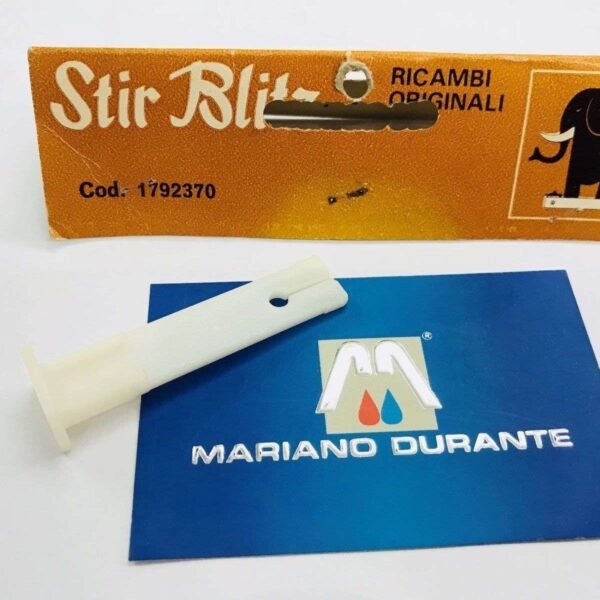 Stir Blitz
RICAMBI
ORIGINALI
Cod. 1792370
®
MARIANO DURANTE